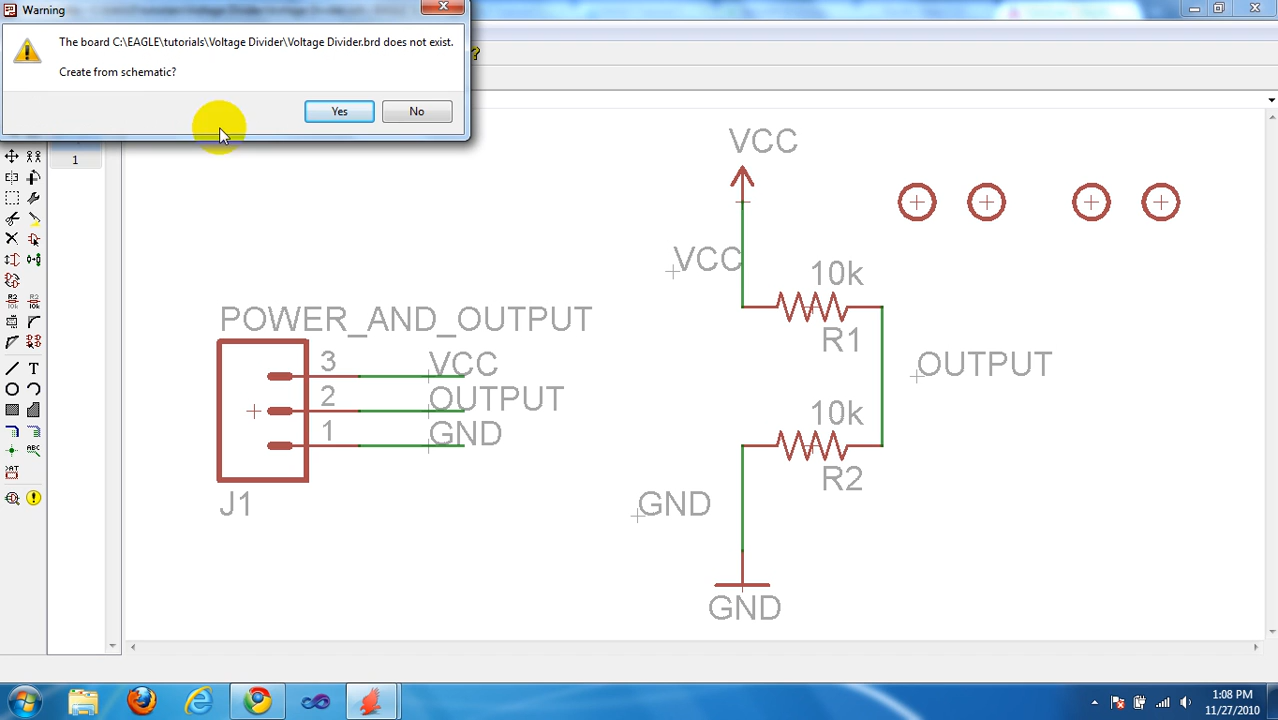 Warning
The board C:\EAGLE\tutorials\Voltage Divider\Voltage Divider.brd does not exist.
Create from schematic?
Yes
No
1
VCC
VCC
10k
R1
POWER_AND_OUTPUT
3
VCC
2
OUTPUT
1
GND
J1
OUTPUT
10k
R2
GND
GND
1:08 PM
11/27/2010